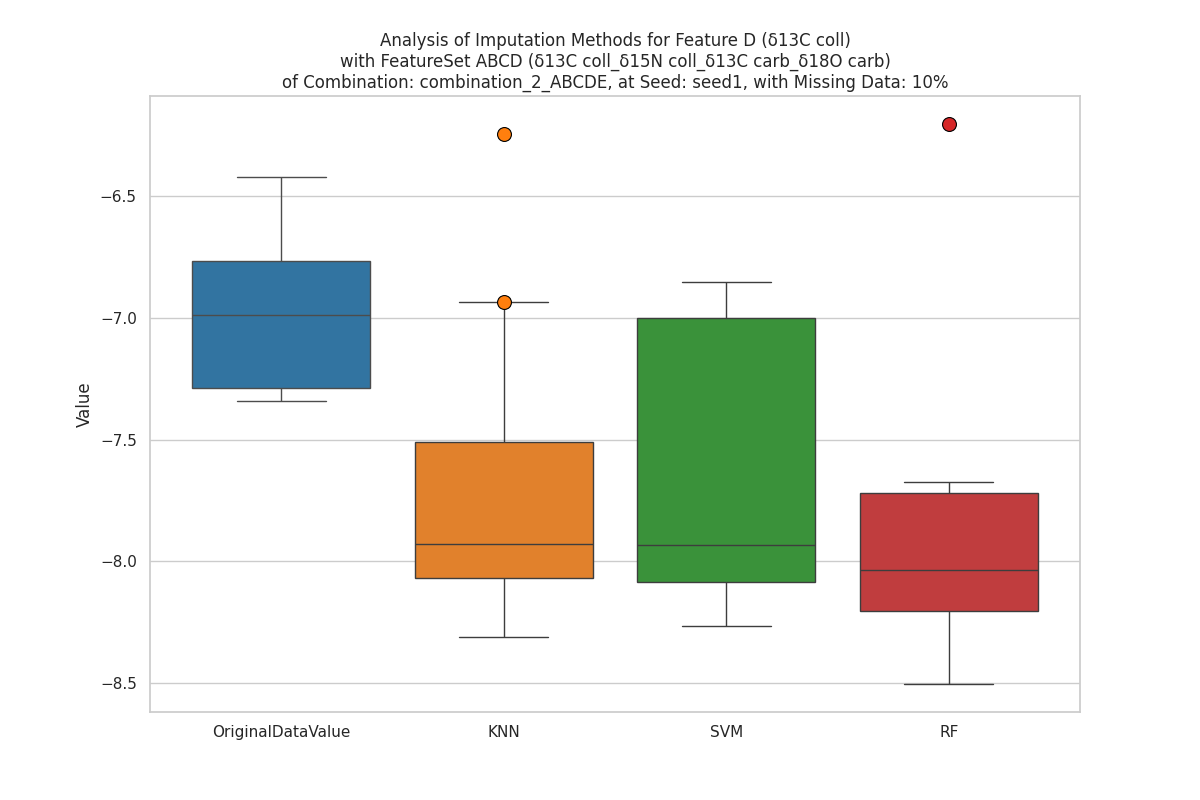 Analysis of Imputation Methods for Feature D (δ13C coll)
with FeatureSet ABCD (δ13C coll_δ15N coll_δ13C carb_δ18O carb)
of Combination: combination_2_ABCDE, at Seed: seed1, with Missing Data: 10%
Value
−6.5
−7.0
−7.5
−8.0
−8.5
OriginalDataValue
KNN
SVM
RF